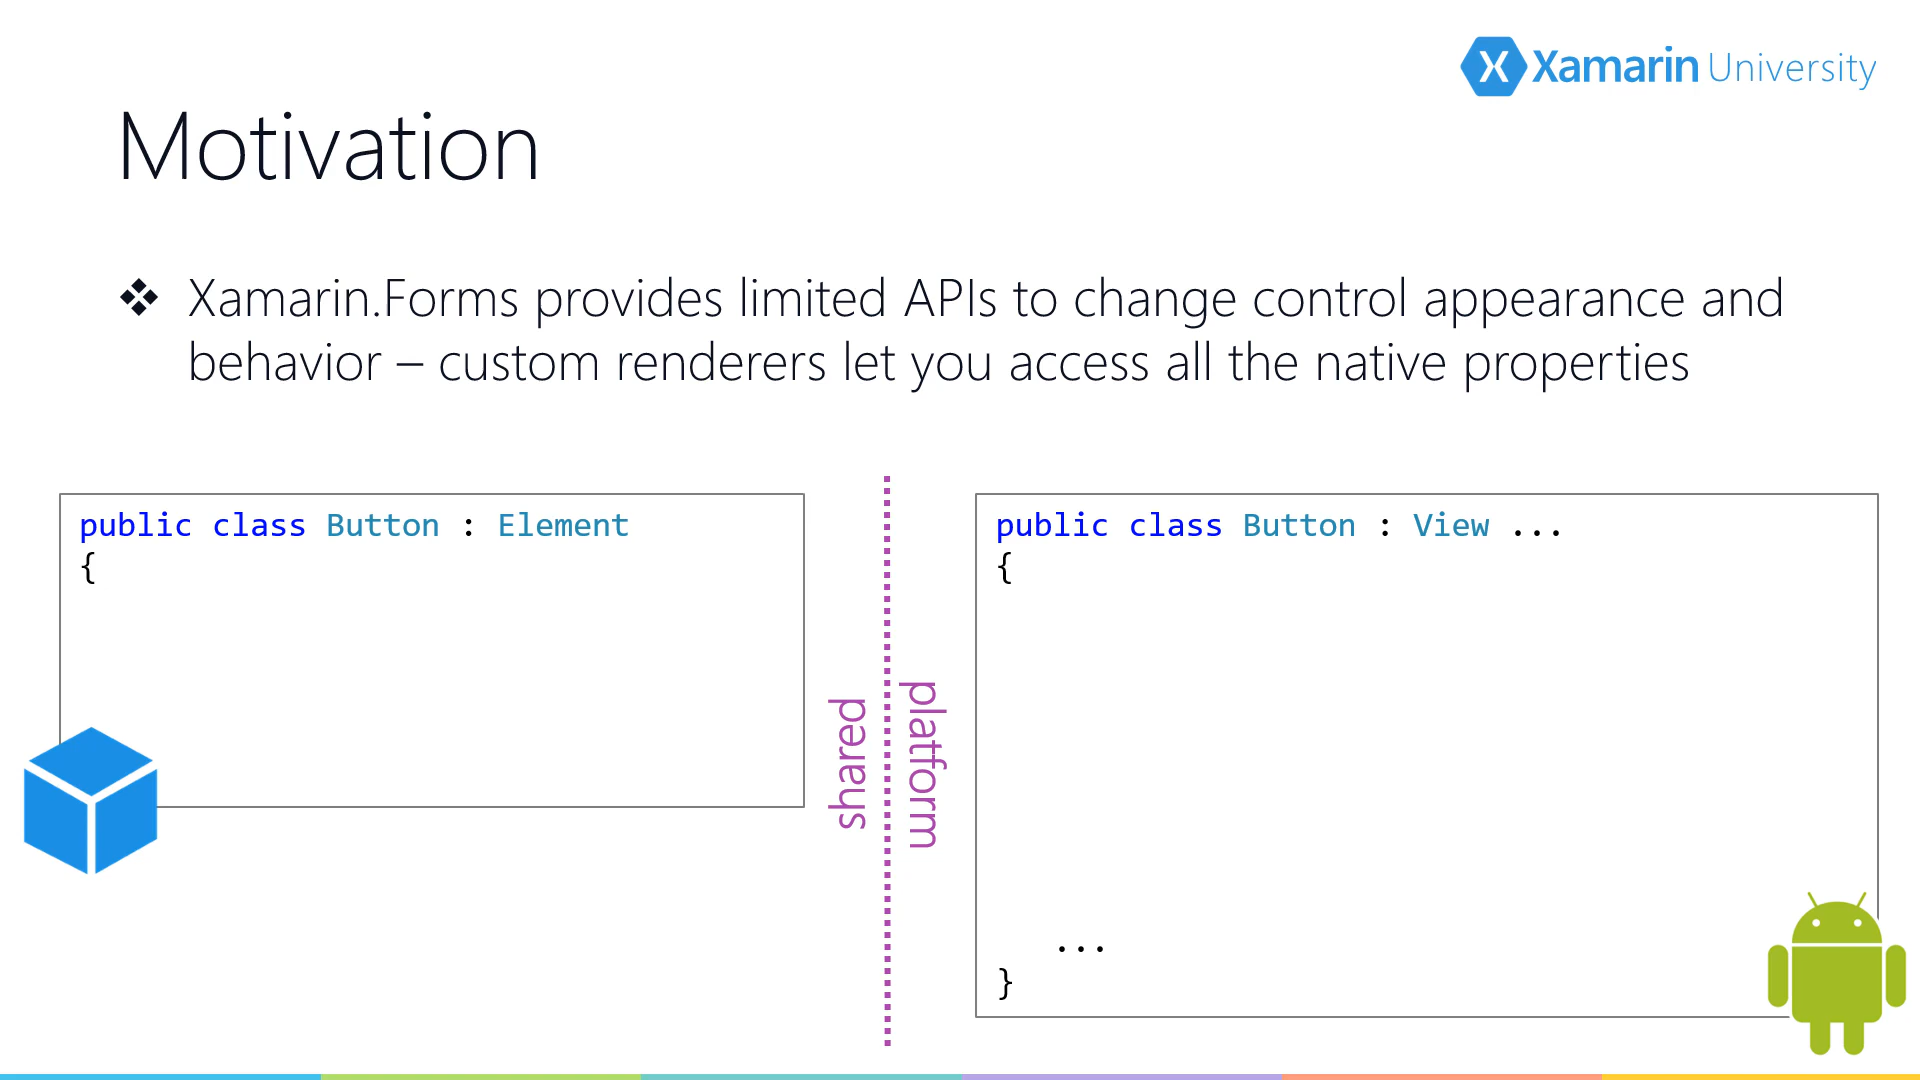 Xamarin University
Motivation
❖ Xamarin.Forms provides limited APIs to change control appearance and
behavior – custom renderers let you access all the native properties
public class Button : Element
{
shared
platform
public class Button : View ...
{
...
}